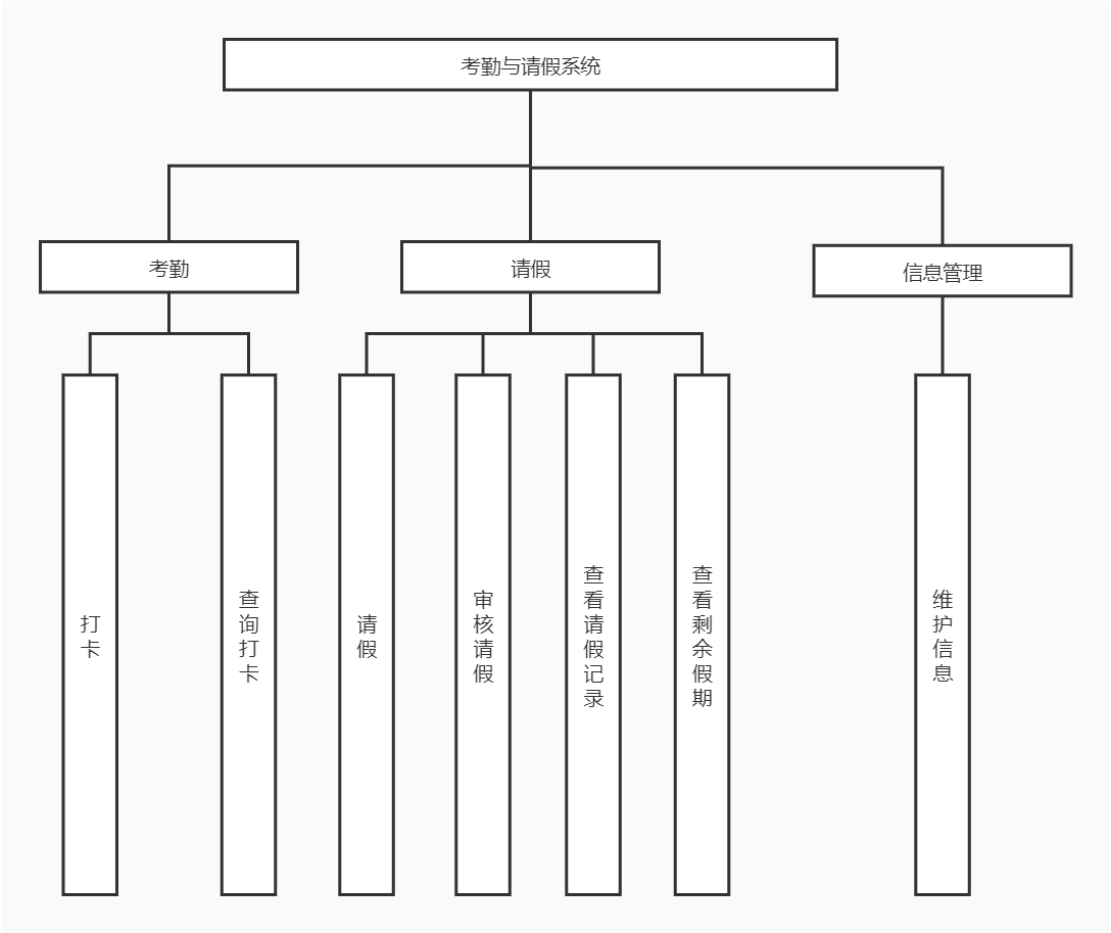 考勤与请假系统
考勤
请假
信息管理
打卡
查询打卡
请假
审核请假
查看请假记录
查看剩余假期
维护信息